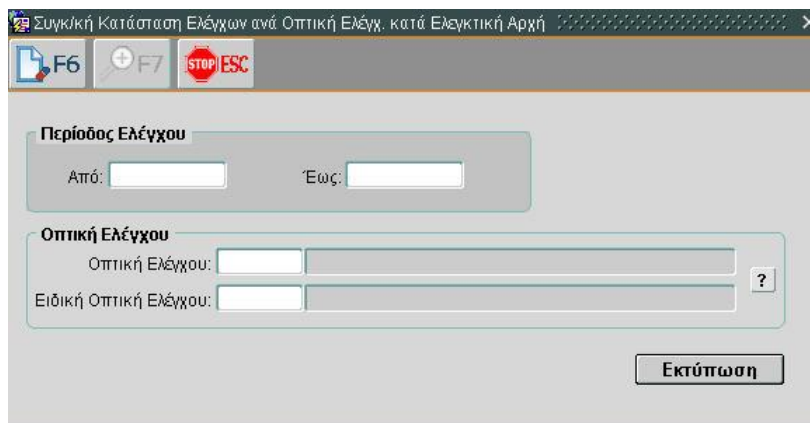 Συγκ/κή Κατάσταση Ελέγχων ανά Οπτική Ελέγχ. κατά Ελεγκτική Αρχή
F6 F7 STOP ESC
Περίοδος Ελέγχου
Από: Έως:
Οπτική Ελέγχου
Οπτική Ελέγχου:
?
Ειδική Οπτική Ελέγχου:
Εκτύπωση